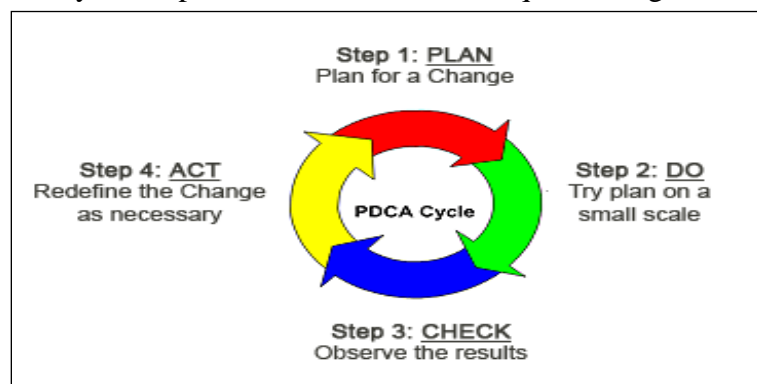 Step 1: PLAN
Plan for a Change
Step 4: ACT
Redefine the Change
as necessary
PDCA Cycle
Step 2: DO
Try plan on a
small scale
Step 3: CHECK
Observe the results